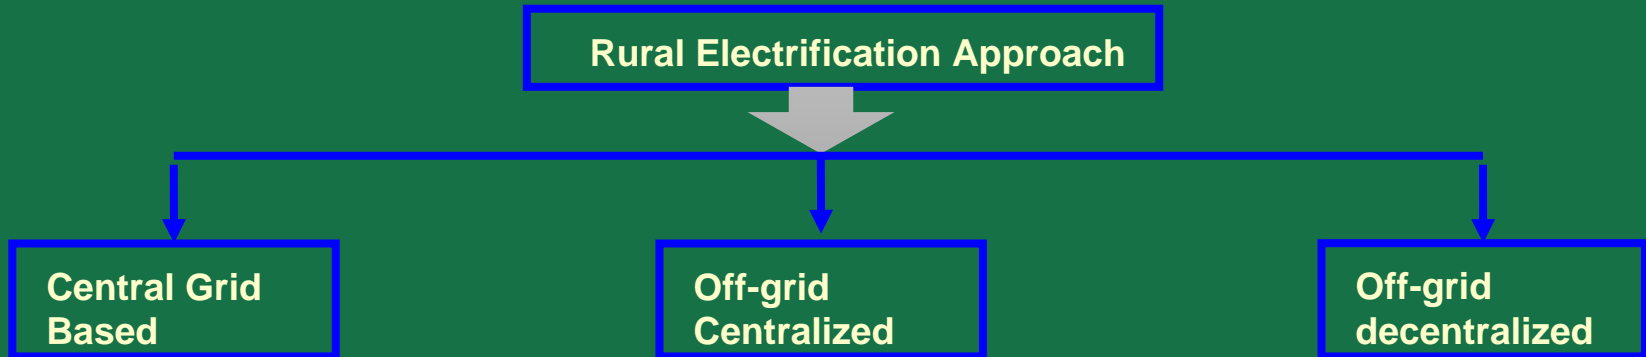 Rural Electrification Approach
Central Grid
Based
Off-grid
Centralized
Off-grid
decentralized